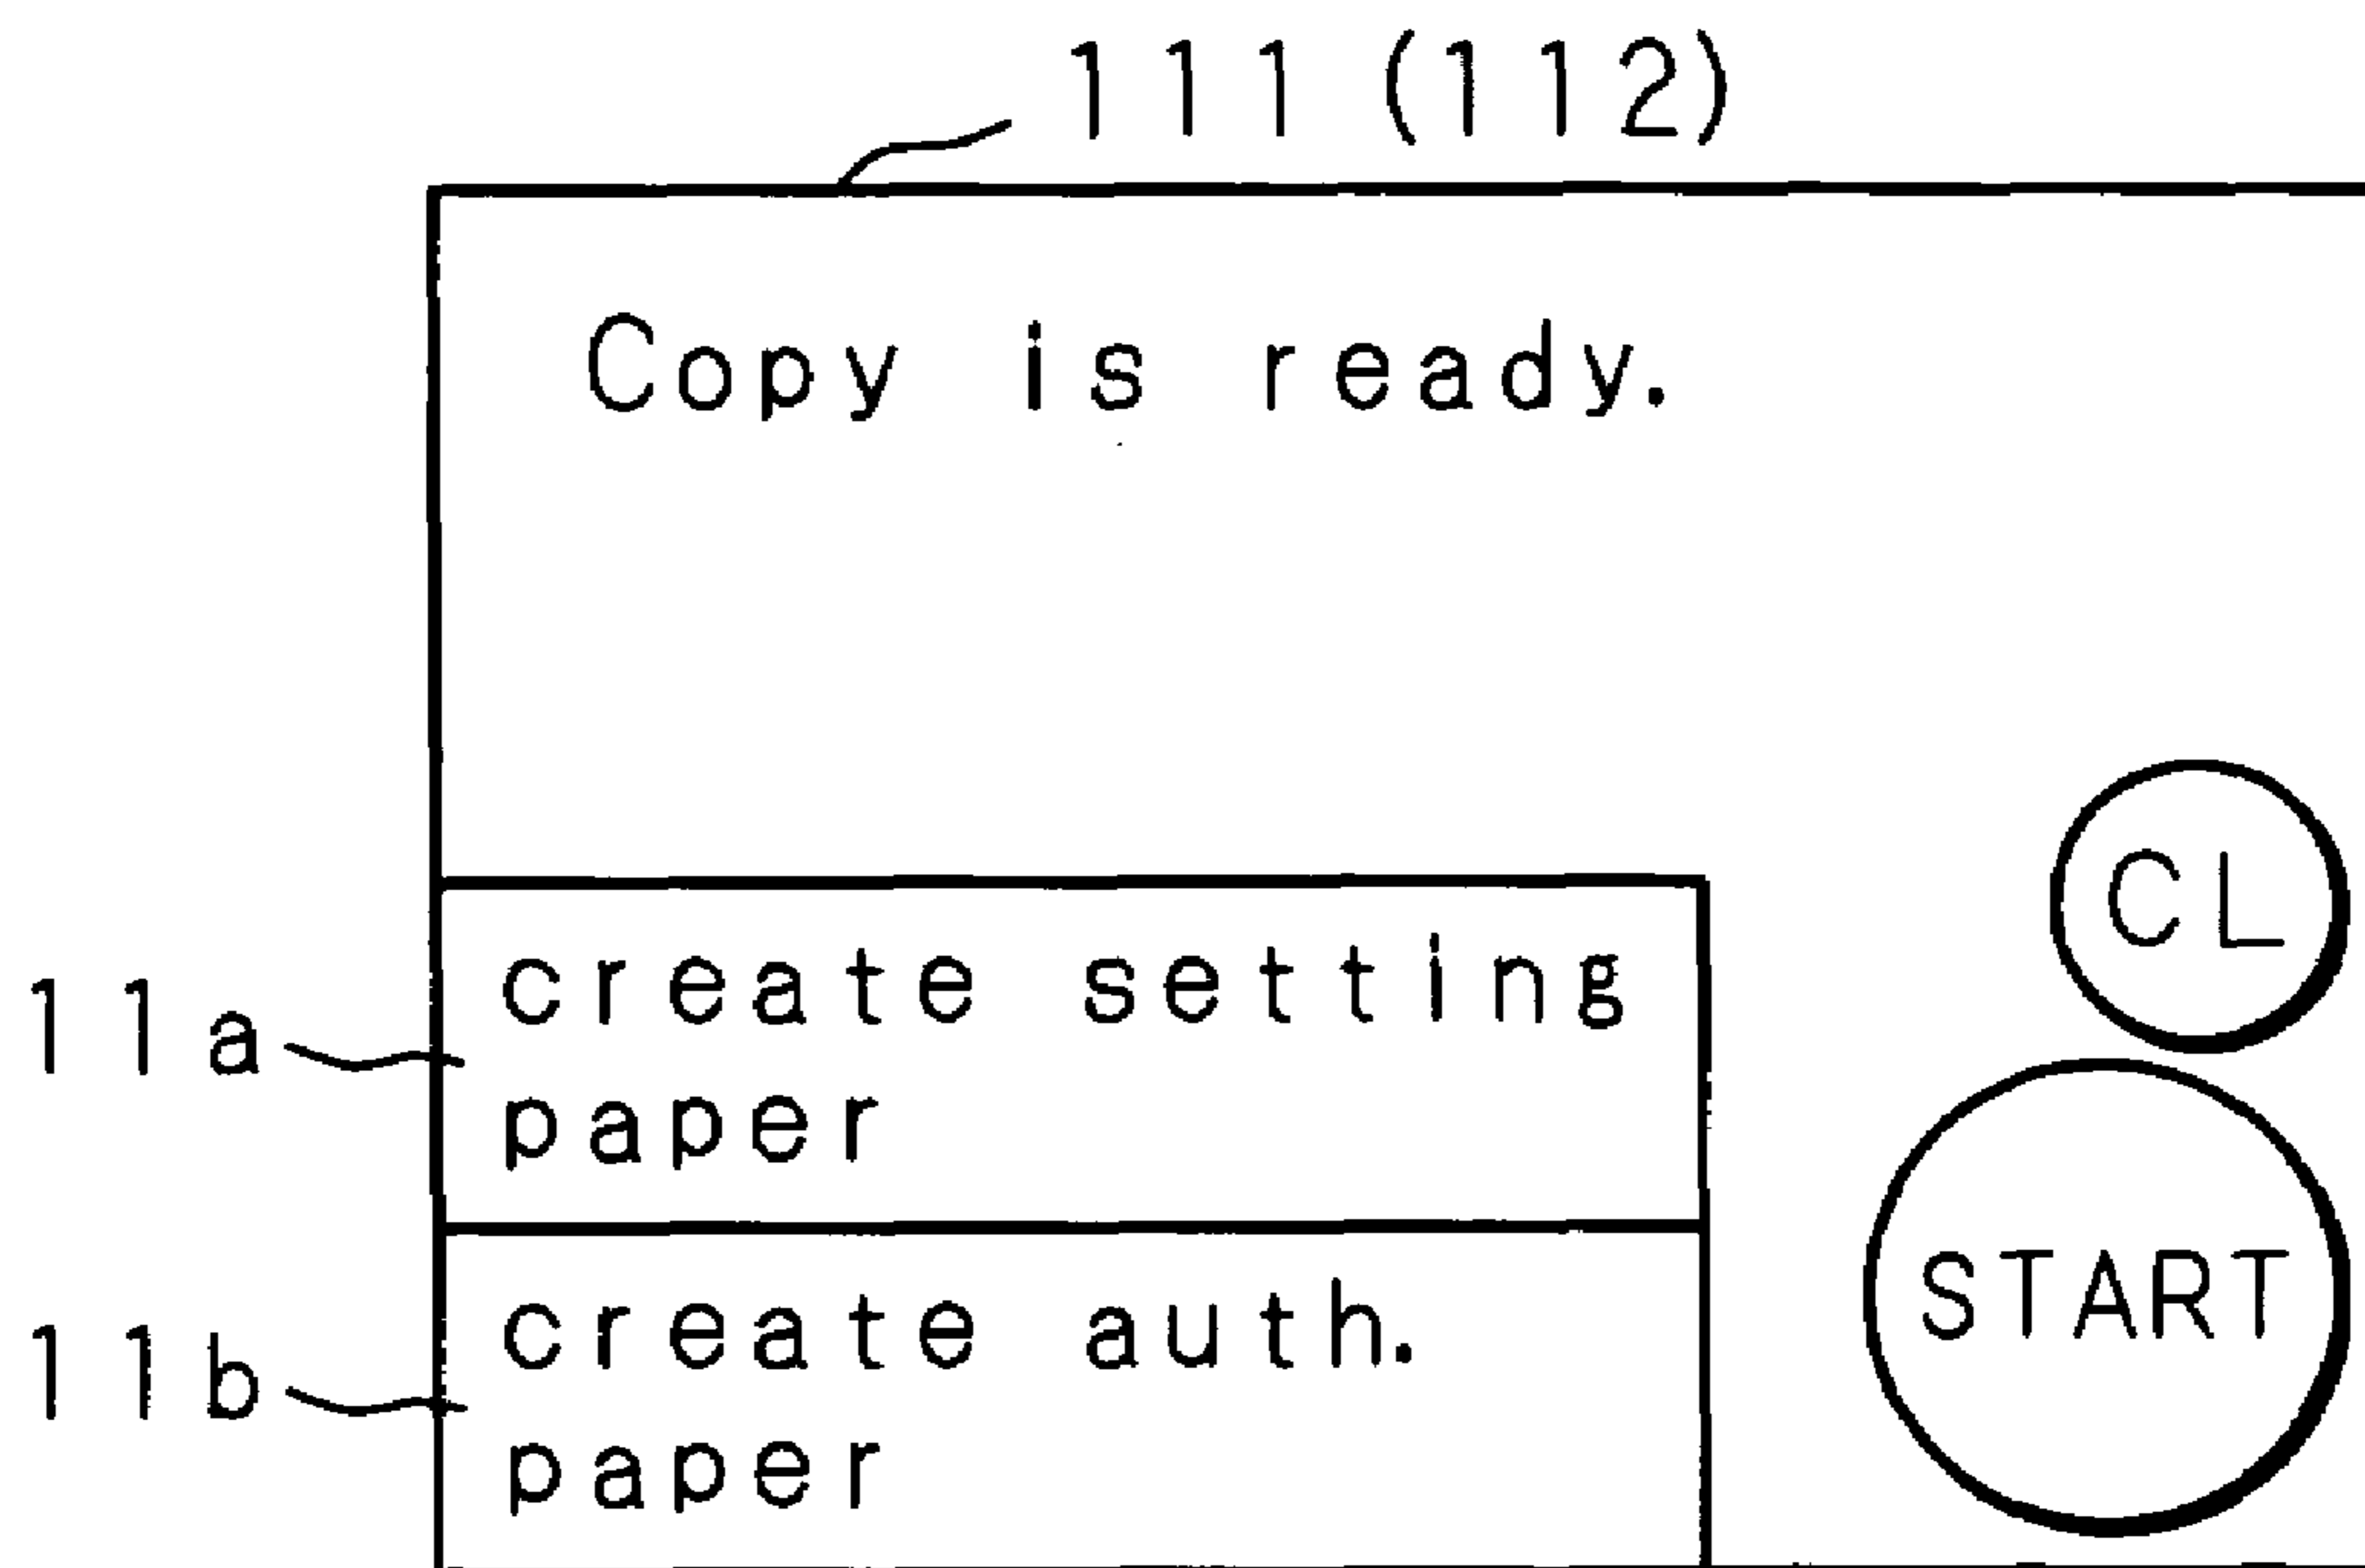 111 (112)
Copy is ready.
CL
11a
create setting
paper
START
11b
create auth.
paper